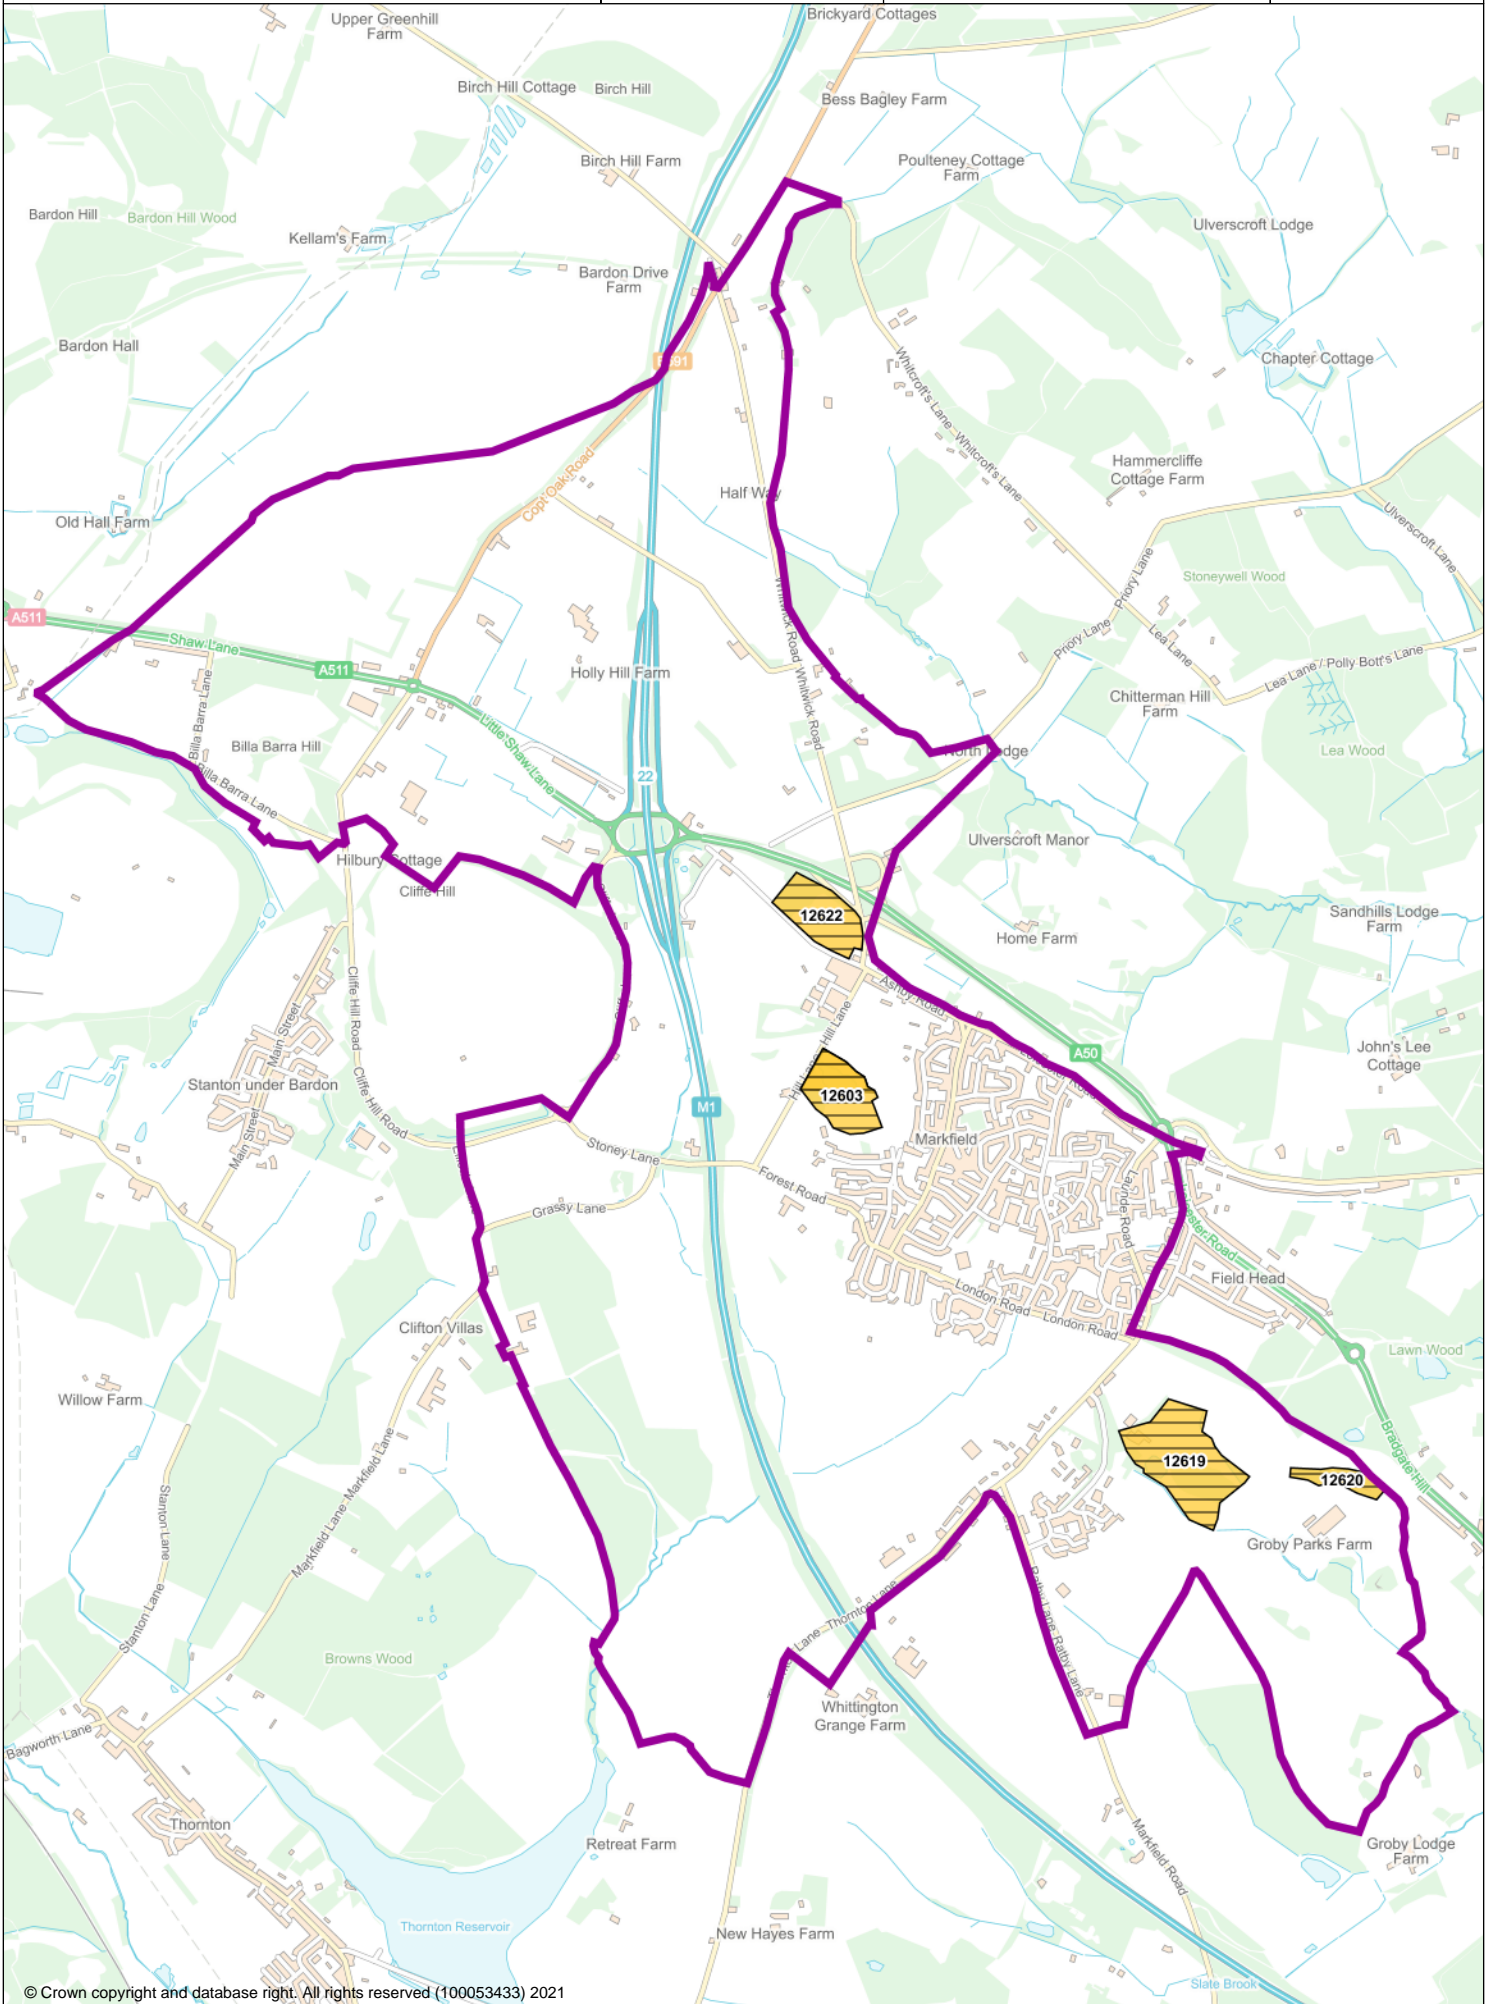 Brickyard Cottages
Upper Greenhill
Farm
Birch Hill Cottage
Birch Hill
Bess Bagley Farm
Birch Hill Farm
Poulteney Cottage
Farm
Bardon Hill
Bardon Hill Wood
Kellam's Farm
Ulverscroft Lodge
Bardon Drive
Farm
Bardon Hall
Chapter Cottage
Whitcroft's Lane
Whitcroft's Lane
Hammercliffe
Cottage Farm
Copt Oak Road
Half Way
Old Hall Farm
Ulverscroft Lane
Stoneywell Wood
Priory Lane
Priory Lane
A511
Shaw Lane
A511
Whitwick Road
Whitwick Road
Lea Lane
Lea Lane / Polly Bott's Lane
Holly Hill Farm
Chitterman Hill
Farm
Billa Barra Lane
Billa Barra Hill
Little Shaw Lane
North Lodge
Lea Wood
Billa Barra Lane
22
Ulverscroft Manor
Hilbury Cottage
Cliffe Hill
12622
Sandhills Lodge
Farm
Home Farm
Cliffe Hill Road
Main Street
Ashby Road
Hill Lane
Hill Lane
A50
John's Lee
Cottage
Leicester Road
Stanton under Bardon
12603
M1
Main Street
Cliffe Hill Road
Markfield
Stoney Lane
Forest Road
Launde Road
Grassy Lane
Leicester Road
Field Head
London Road
London Road
Clifton Villas
Lawn Wood
Willow Farm
Markfield Lane
Markfield Lane
Bradgate Hill
12619
12620
Stanton Lane
Groby Parks Farm
Stanton Lane
Ratby Lane
Ratby Lane
Thornton Lane
Browns Wood
Whittington
Grange Farm
Bagworth Lane
Thornton
Retreat Farm
Markfield Road
Groby Lodge
Farm
Thornton Reservoir
New Hayes Farm
Slate Brook
© Crown copyright and database right. All rights reserved (100053433) 2021